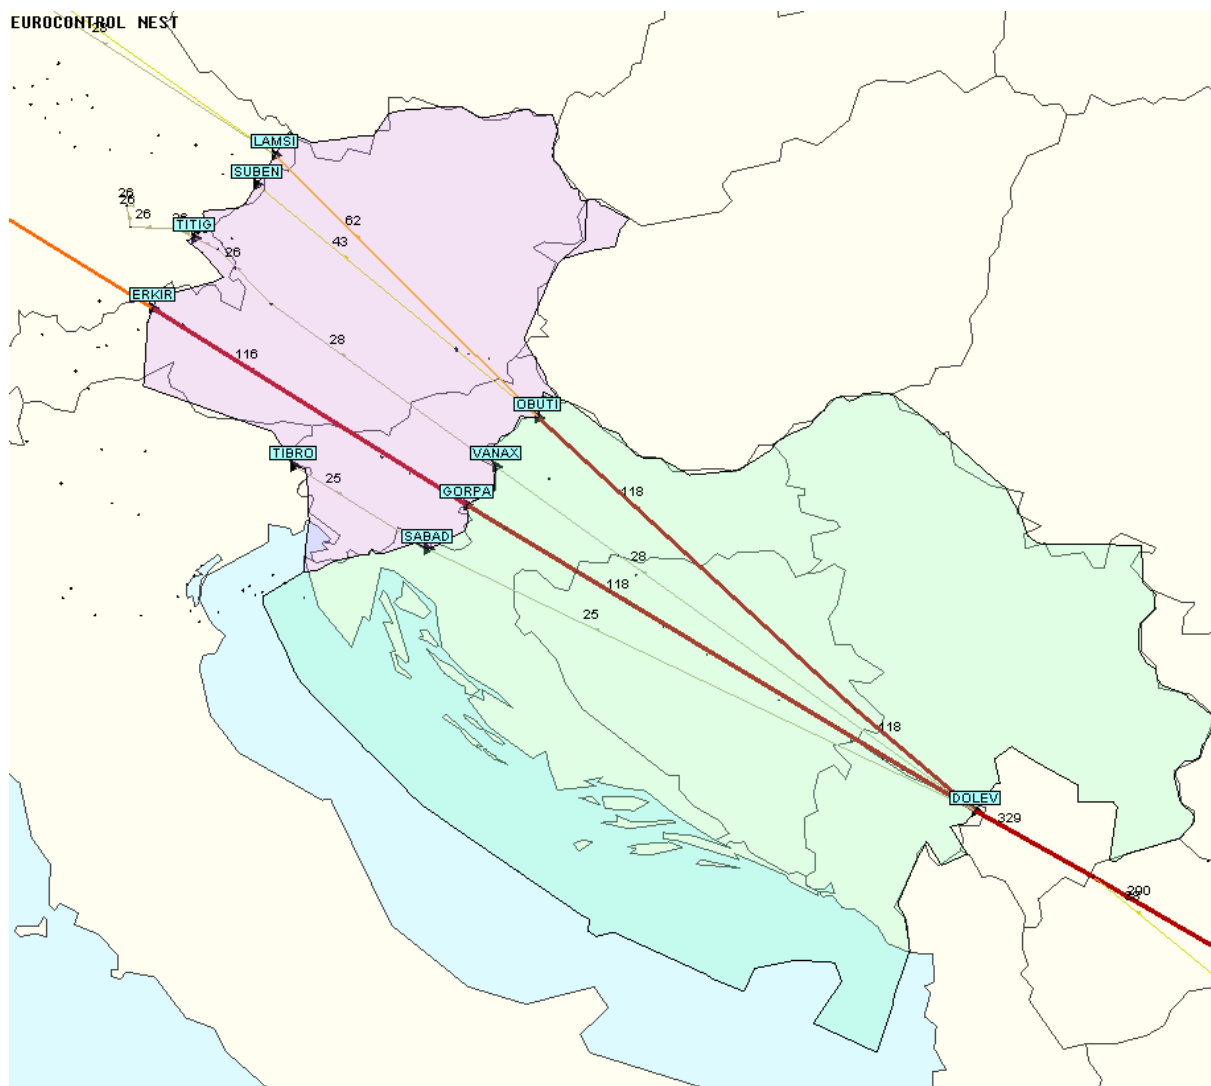 EUROCONTROL NEST
28
LAMSI
SUBEN
26
26
26
TITIG
62
43
26
ERKIR
28
116
OBUTI
TIBRO
VANAX
25
GORPA
118
SABAD
28
118
25
118
DOLEV
329
290